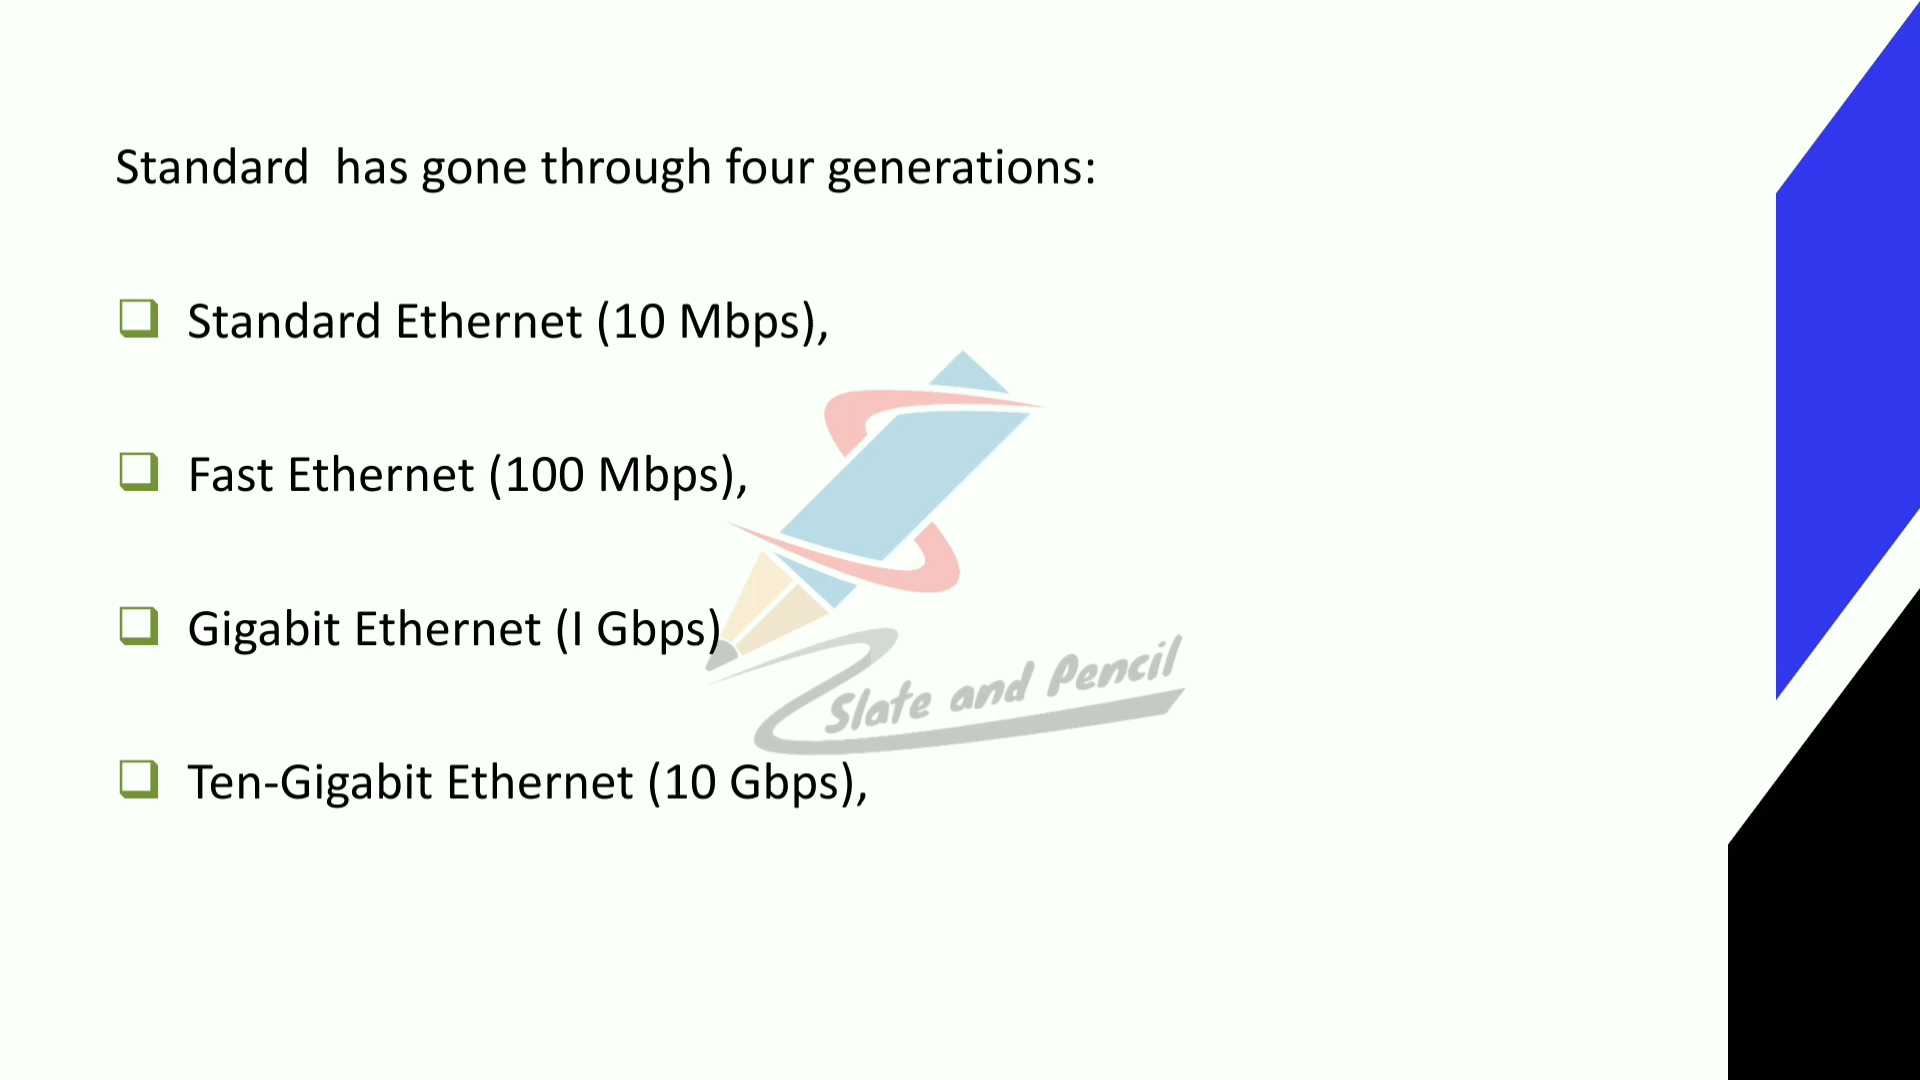 Standard has gone through four generations:
Standard Ethernet (10 Mbps),
Fast Ethernet (100 Mbps),
Gigabit Ethernet (I Gbps)
Ten-Gigabit Ethernet (10 Gbps),
Slate and Pencil